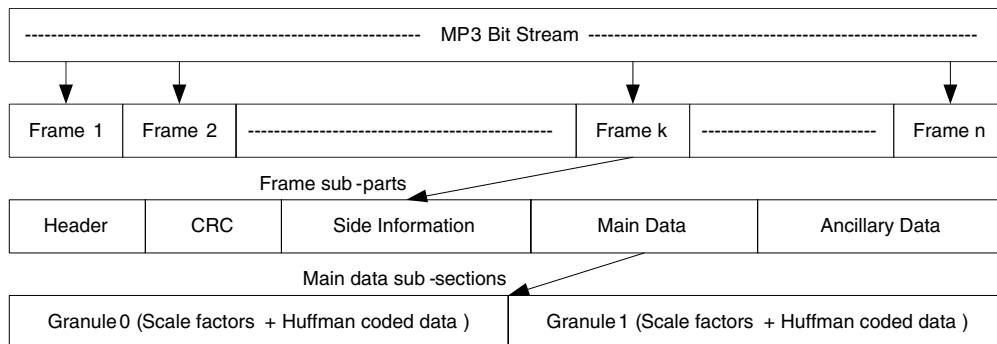 MP3 Bit Stream
Frame 1 Frame 2 Frame k Frame n
Frame sub-parts
Header CRC Side Information Main Data Ancillary Data
Main data sub-sections
Granule 0 (Scale factors + Huffman coded data ) Granule 1 (Scale factors + Huffman coded data )